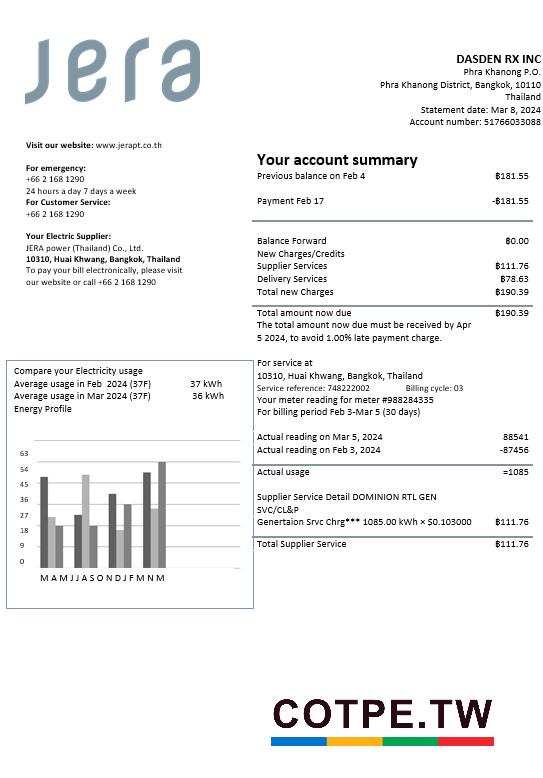 jera
DASDEN RX INC
Phra Khanong P.O.
Phra Khanong District, Bangkok, 10110
Thailand
Statement date: Mar 8, 2024
Account number: 51766033088
Visit our website: www.jerapt.co.th
For emergency:
+66 2 168 1290
24 hours a day 7 days a week
For Customer Service:
+66 2 168 1290
Your Electric Supplier:
JERA power (Thailand) Co., Ltd.
10310, Huai Khwang, Bangkok, Thailand
To pay your bill electronically, please visit
our website or call +66 2 168 1290
Your account summary
Previous balance on Feb 4 ฿181.55
Payment Feb 17 -฿181.55
Balance Forward ฿0.00
New Charges/Credits
Supplier Services ฿111.76
Delivery Services ฿78.63
Total new Charges ฿190.39
Total amount now due ฿190.39
The total amount now due must be received by Apr
5 2024, to avoid 1.00% late payment charge.
Compare your Electricity usage
Average usage in Feb 2024 (37F) 37 kWh
Average usage in Mar 2024 (37F) 36 kWh
Energy Profile
63
54
45
36
27
18
9
0
M A M J J A S O N D J F M N M
For service at
10310, Huai Khwang, Bangkok, Thailand
Service reference: 748222002 Billing cycle: 03
Your meter reading for meter #988284335
For billing period Feb 3-Mar 5 (30 days)
Actual reading on Mar 5, 2024 88541
Actual reading on Feb 3, 2024 -87456
Actual usage =1085
Supplier Service Detail DOMINION RTL GEN
SVC/CL&P
Genertaion Srvc Chrg*** 1085.00 kWh × $0.103000 ฿111.76
Total Supplier Service ฿111.76
COTPE.TW